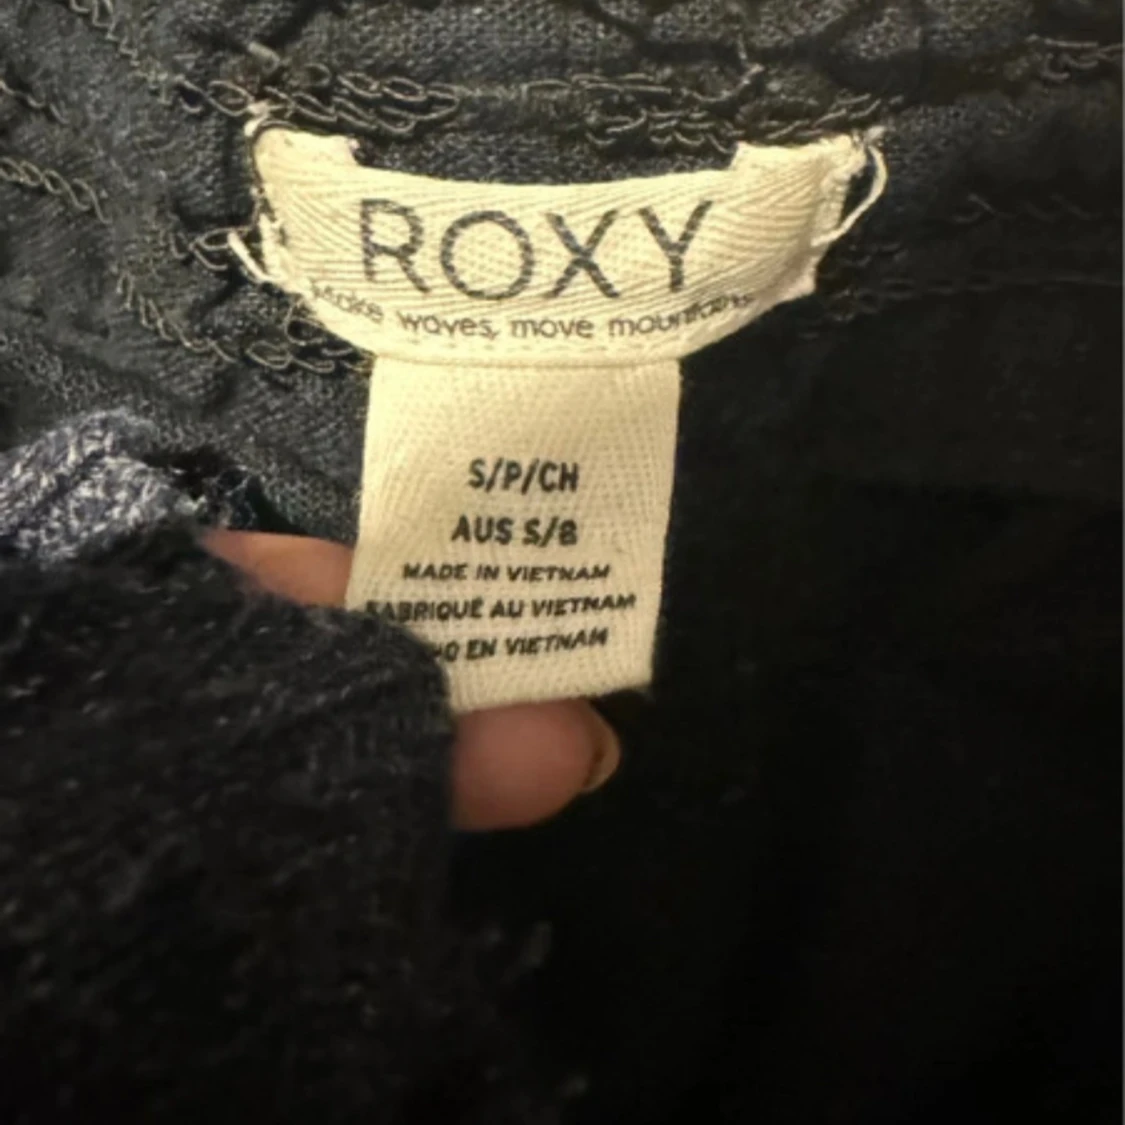 ROXY
Make waves, move mountains
S/P/CH
AUS S/8
MADE IN VIETNAM
FABRIQUÉ AU VIETNAM
EN VIETNAM